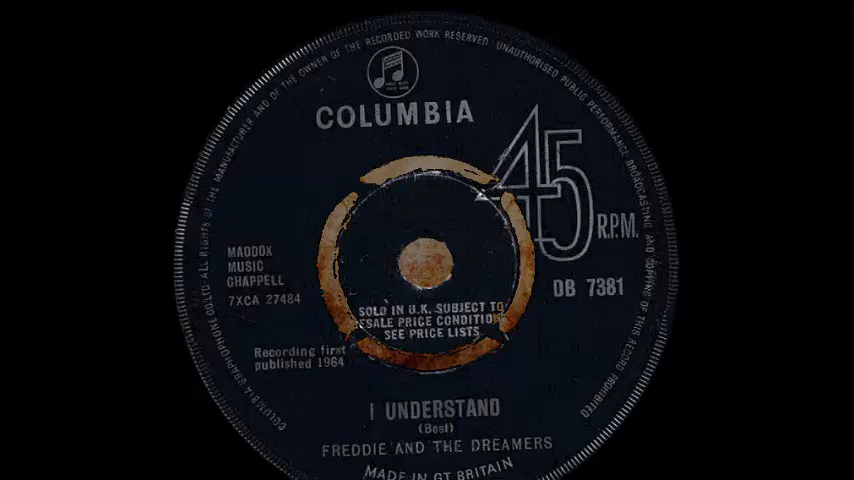 ALL RIGHTS OF THE MANUFACTURER AND OF THE OWNER OF THE RECORDED WORK RESERVED · UNAUTHORISED PUBLIC PERFORMANCE BROADCASTING AND COPYING OF THIS RECORD PROHIBITED
COLUMBIA GRAPHOPHONE CO. LTD.
COLUMBIA
45
R.P.M.
MADDOX
MUSIC
CHAPPELL
7XCA 27484
DB 7381
SOLD IN U.K. SUBJECT TO
RESALE PRICE CONDITIONS
SEE PRICE LISTS
Recording first
published 1964
I UNDERSTAND
(Best)
FREDDIE AND THE DREAMERS
MADE IN GT. BRITAIN